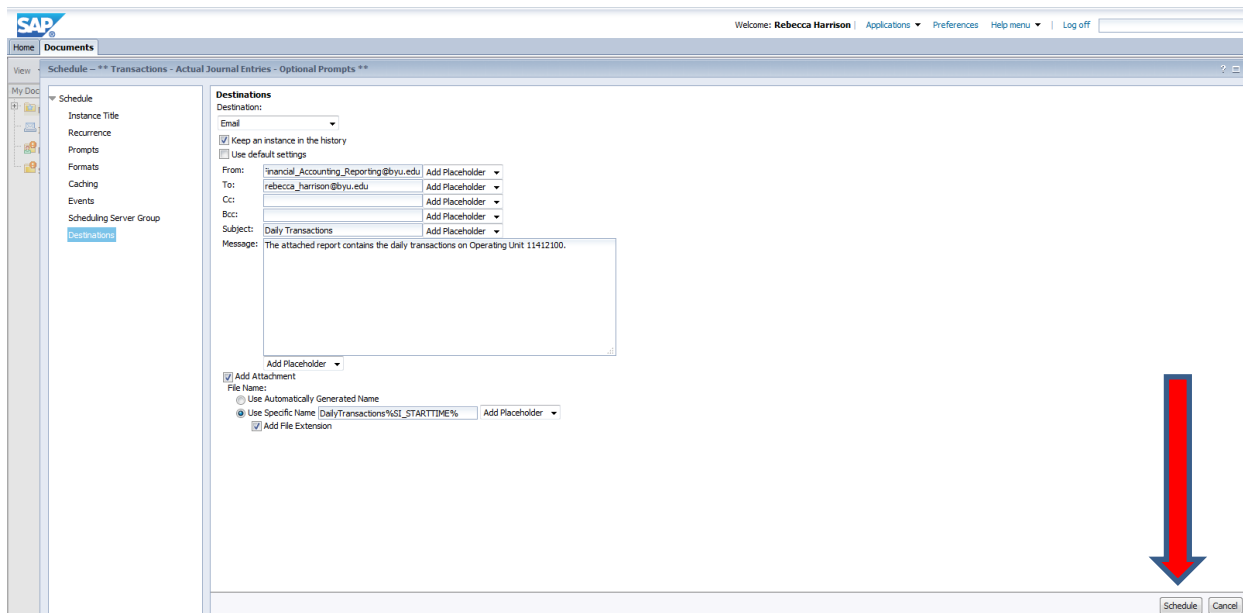 SAP
Welcome: Rebecca Harrison | Applications Preferences Help menu | Log off
Home Documents
View Schedule – ** Transactions - Actual Journal Entries - Optional Prompts ** ?
My Doc
Schedule
Instance Title
Recurrence
Prompts
Formats
Caching
Events
Scheduling Server Group
Destinations
Destinations
Destination:
Email
Keep an instance in the history
Use default settings
From: Financial_Accounting_Reporting@byu.edu Add Placeholder
To: rebecca_harrison@byu.edu Add Placeholder
Cc: Add Placeholder
Bcc: Add Placeholder
Subject: Daily Transactions Add Placeholder
Message: The attached report contains the daily transactions on Operating Unit 11412100.
Add Placeholder
Add Attachment
File Name:
Use Automatically Generated Name
Use Specific Name DailyTransactions%SI_STARTTIME% Add Placeholder
Add File Extension
Schedule Cancel